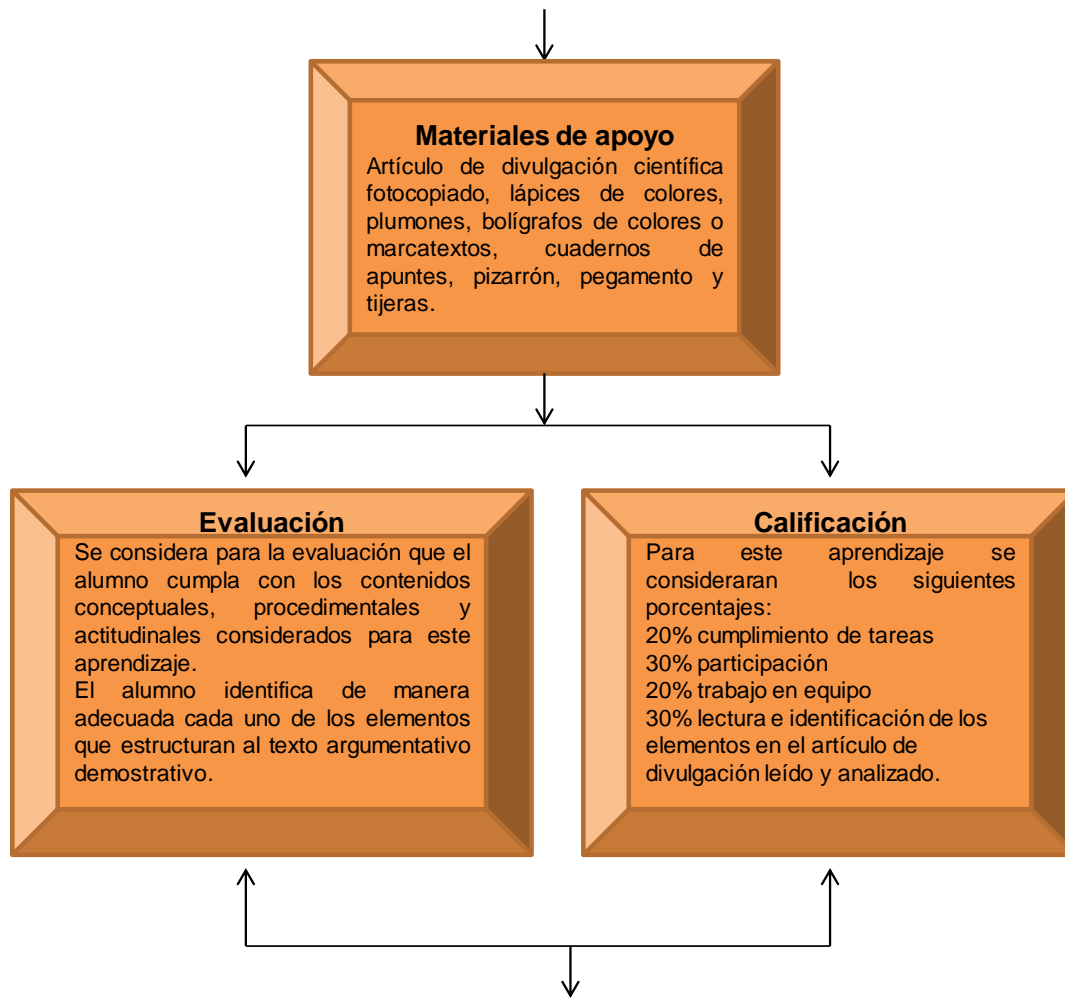 Materiales de apoyo
Artículo de divulgación científica
fotocopiado, lápices de colores,
plumones, bolígrafos de colores o
marcatextos, cuadernos de
apuntes, pizarrón, pegamento y
tijeras.
Evaluación
Se considera para la evaluación que el
alumno cumpla con los contenidos
conceptuales, procedimentales y
actitudinales considerados para este
aprendizaje.
El alumno identifica de manera
adecuada cada uno de los elementos
que estructuran al texto argumentativo
demostrativo.
Calificación
Para este aprendizaje se
consideraran los siguientes
porcentajes:
20% cumplimiento de tareas
30% participación
20% trabajo en equipo
30% lectura e identificación de los
elementos en el artículo de
divulgación leído y analizado.